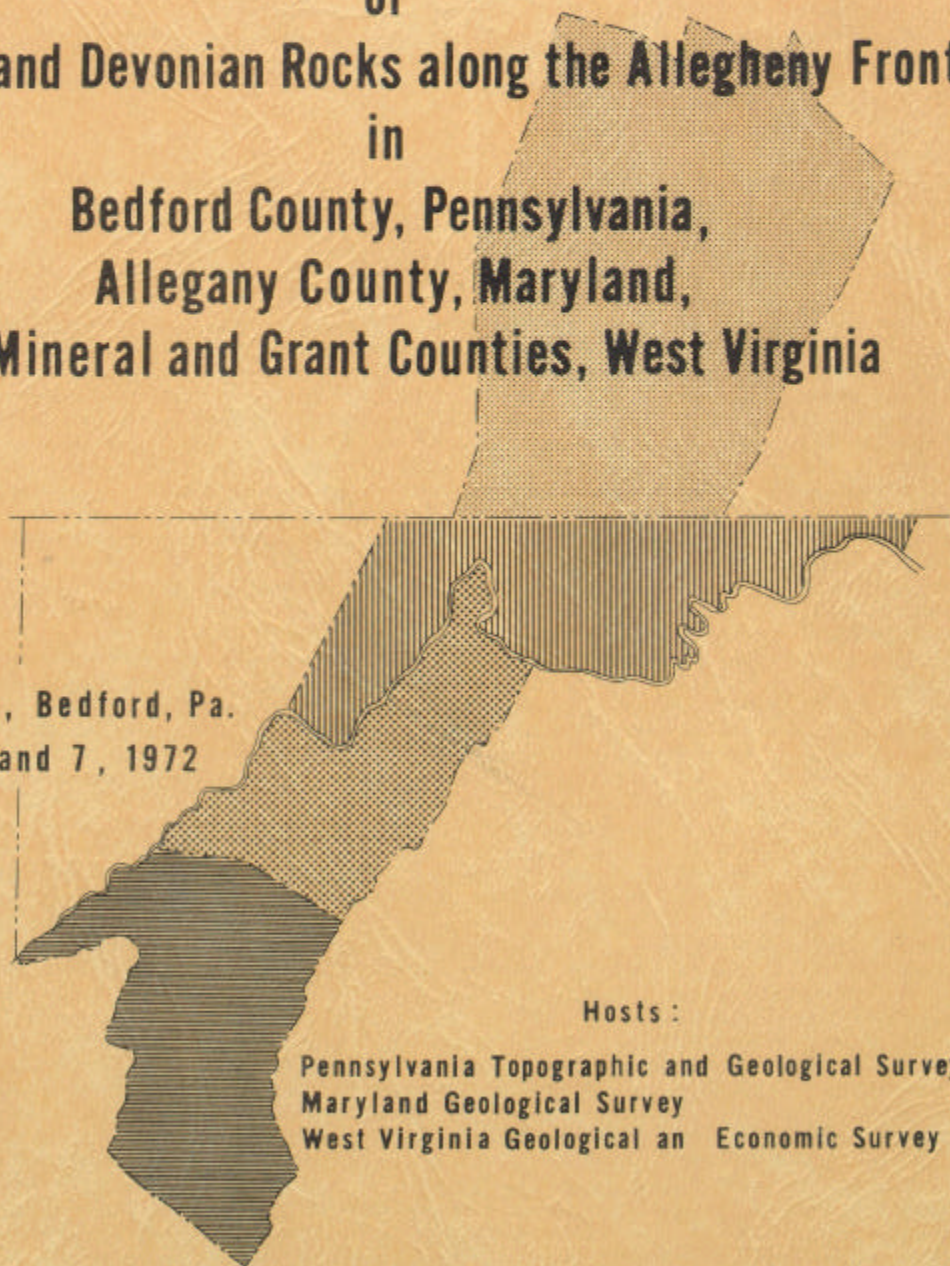 of
and Devonian Rocks along the Allegheny Front
in
Bedford County, Pennsylvania,
Allegany County, Maryland,
Mineral and Grant Counties, West Virginia
, Bedford, Pa.
and 7, 1972
Hosts:
Pennsylvania Topographic and Geological Surve
Maryland Geological Survey
West Virginia Geological an Economic Survey